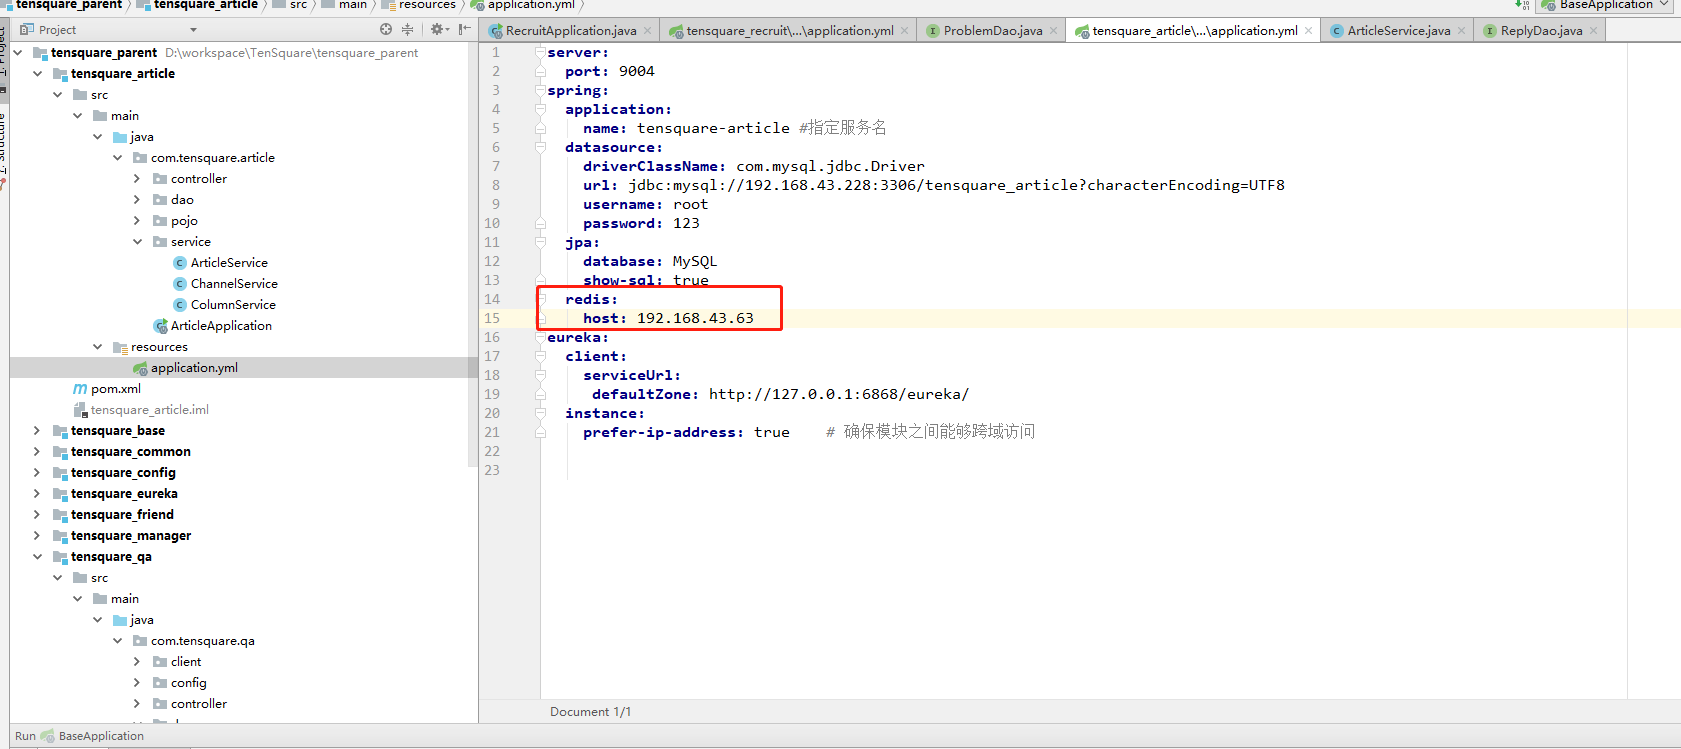 tensquare_parent tensquare_article src main resources application.yml BaseApplication
Project
RecruitApplication.java tensquare_recruit\...\application.yml ProblemDao.java tensquare_article\...\application.yml ArticleService.java ReplyDao.java
tensquare_parent D:\workspace\TenSquare\tensquare_parent
tensquare_article
src
main
java
com.tensquare.article
controller
dao
pojo
service
ArticleService
ChannelService
ColumnService
ArticleApplication
resources
application.yml
pom.xml
tensquare_article.iml
tensquare_base
tensquare_common
tensquare_config
tensquare_eureka
tensquare_friend
tensquare_manager
tensquare_qa
src
main
java
com.tensquare.qa
client
config
controller
1 server:
2 port: 9004
3 spring:
4 application:
5 name: tensquare-article #指定服务名
6 datasource:
7 driverClassName: com.mysql.jdbc.Driver
8 url: jdbc:mysql://192.168.43.228:3306/tensquare_article?characterEncoding=UTF8
9 username: root
10 password: 123
11 jpa:
12 database: MySQL
13 show-sql: true
14 redis:
15 host: 192.168.43.63
16 eureka:
17 client:
18 serviceUrl:
19 defaultZone: http://127.0.0.1:6868/eureka/
20 instance:
21 prefer-ip-address: true # 确保模块之间能够跨域访问
22
23
Document 1/1
Run BaseApplication